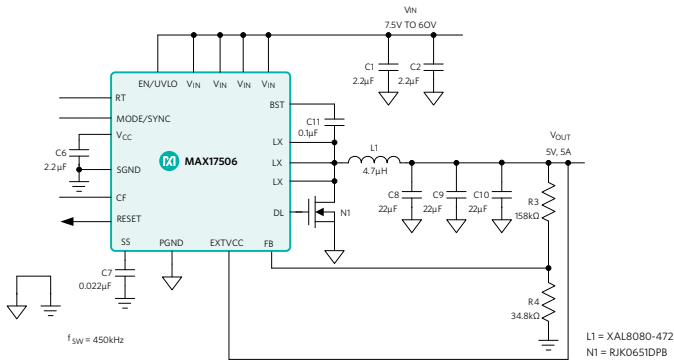 VIN
7.5V TO 60V
EN/UVLO
VIN
VIN
VIN
VIN
C1
2.2µF
C2
2.2µF
RT
MODE/SYNC
VCC
C6
2.2µF
SGND
CF
RESET
MAX17506
BST
C11
0.1µF
LX
LX
LX
L1
4.7µH
VOUT
5V, 5A
C8
22µF
C9
22µF
C10
22µF
R3
158kΩ
DL
N1
SS
PGND
EXTVCC
FB
C7
0.022µF
R4
34.8kΩ
fSW = 450kHz
L1 = XAL8080-472
N1 = RJK0651DPB